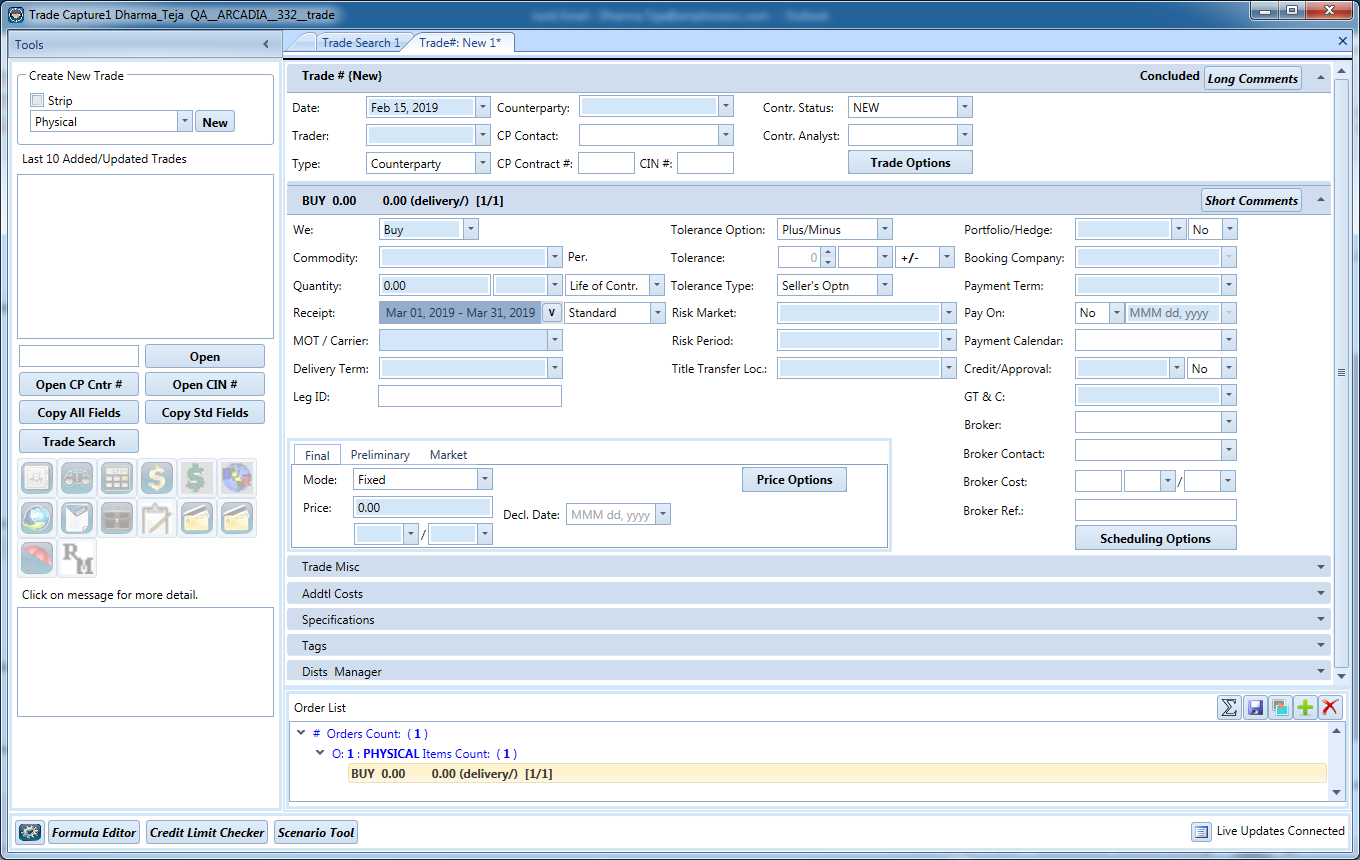 Trade Capture1 Dharma_Teja QA__ARCADIA__332__trade
Tools
Trade Search 1
Trade#: New 1*
Create New Trade
Strip
Physical
New
Last 10 Added/Updated Trades
Open
Open CP Cntr #
Open CIN #
Copy All Fields
Copy Std Fields
Trade Search
RM
Click on message for more detail.
Trade # {New}
Concluded
Long Comments
Date: Feb 15, 2019 Counterparty: Contr. Status: NEW
Trader: CP Contact: Contr. Analyst:
Type: Counterparty CP Contract #: CIN #: Trade Options
BUY 0.00 0.00 (delivery/) [1/1]
Short Comments
We: Buy Tolerance Option: Plus/Minus Portfolio/Hedge: No
Commodity: Per. Tolerance: 0 +/- Booking Company:
Quantity: 0.00 Life of Contr. Tolerance Type: Seller's Optn Payment Term:
Receipt: Mar 01, 2019 - Mar 31, 2019 V Standard Risk Market: Pay On: No MMM dd, yyyy
MOT / Carrier: Risk Period: Payment Calendar:
Delivery Term: Title Transfer Loc.: Credit/Approval: No
Leg ID: GT & C:
Broker:
Broker Contact:
Broker Cost: /
Broker Ref.:
Scheduling Options
Final Preliminary Market
Mode: Fixed Price Options
Price: 0.00 Decl. Date: MMM dd, yyyy
/
Trade Misc
Addtl Costs
Specifications
Tags
Dists Manager
Order List
# Orders Count: ( 1 )
O: 1 : PHYSICAL Items Count: ( 1 )
BUY 0.00 0.00 (delivery/) [1/1]
Formula Editor Credit Limit Checker Scenario Tool Live Updates Connected